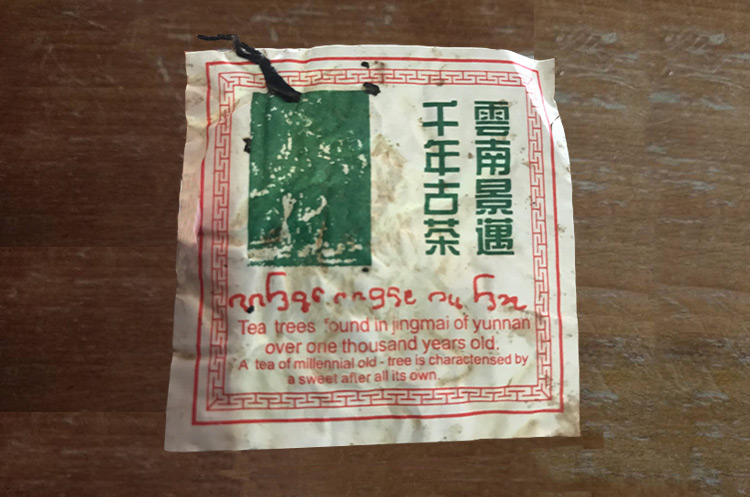 雲南景邁
千年古茶
Tea trees found in jingmai of yunnan
over one thousand years old.
A tea of millennial old - tree is charactensed by
a sweet after all its own.